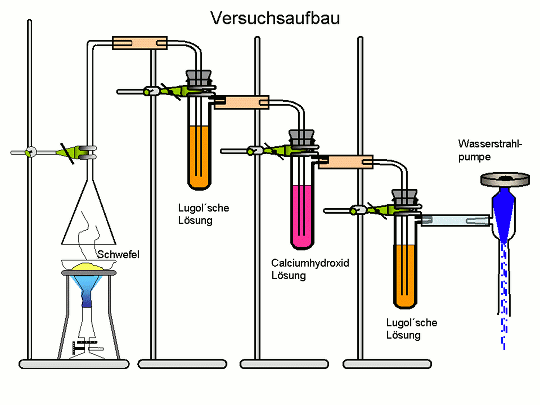 Versuchsaufbau
Wasserstrahl-
pumpe
Lugol´sche
Lösung
Schwefel
Calciumhydroxid
Lösung
Lugol´sche
Lösung